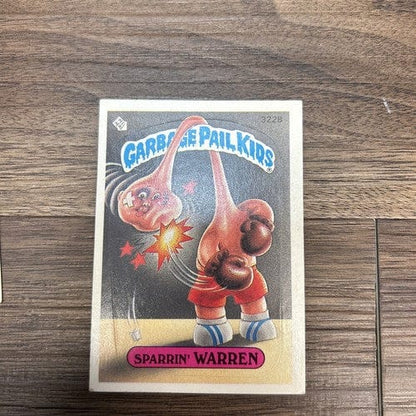 322B
GARBAGE PAIL KIDS
SPARRIN' WARREN